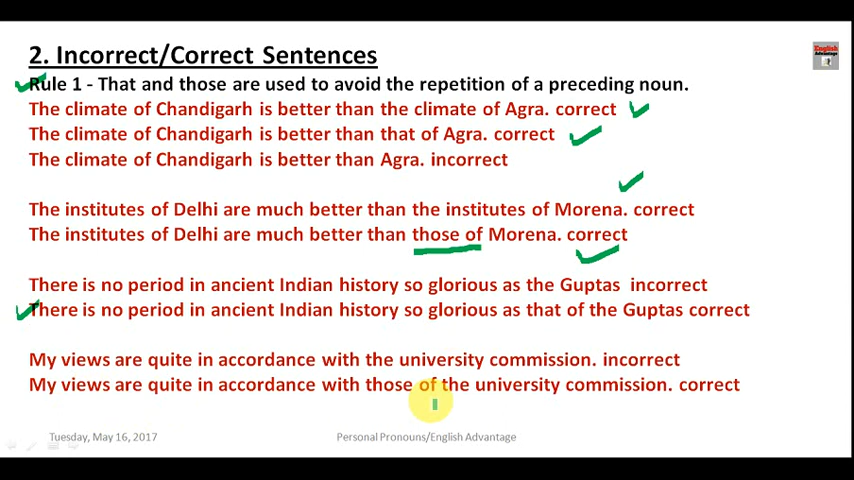 2. Incorrect/Correct Sentences
English
Advantage
Rule 1 - That and those are used to avoid the repetition of a preceding noun.
The climate of Chandigarh is better than the climate of Agra. correct
The climate of Chandigarh is better than that of Agra. correct
The climate of Chandigarh is better than Agra. incorrect
The institutes of Delhi are much better than the institutes of Morena. correct
The institutes of Delhi are much better than those of Morena. correct
There is no period in ancient Indian history so glorious as the Guptas incorrect
There is no period in ancient Indian history so glorious as that of the Guptas correct
My views are quite in accordance with the university commission. incorrect
My views are quite in accordance with those of the university commission. correct
Tuesday, May 16, 2017
Personal Pronouns/English Advantage